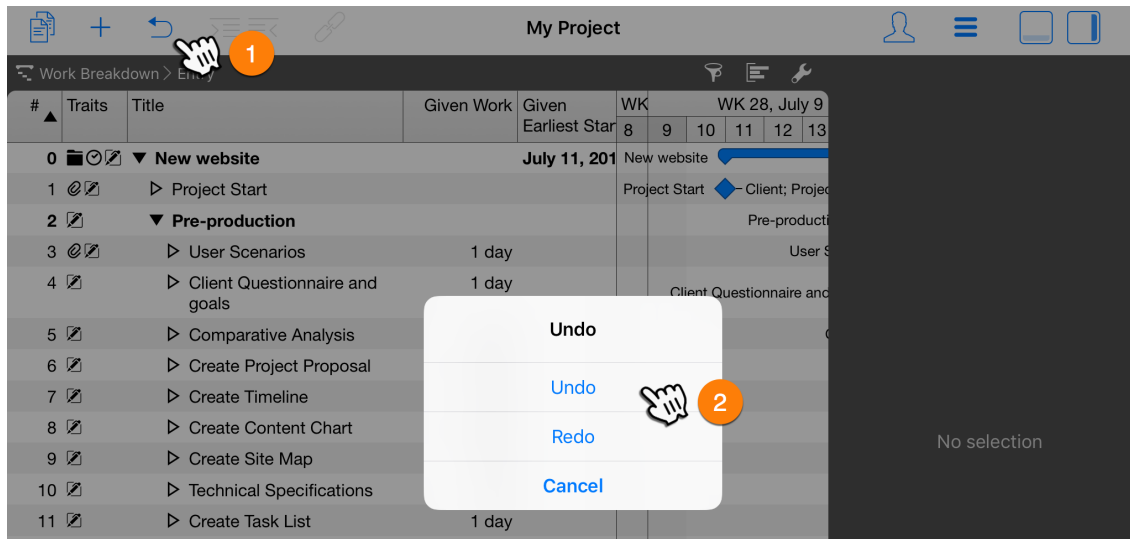 My Project
1
Work Breakdown > Entry
# Traits Title Given Work Given Earliest Star WK WK 28, July 9
8 9 10 11 12 13
0 New website July 11, 201 New website
1 Project Start Project Start Client; Projec
2 Pre-production Pre-producti
3 User Scenarios 1 day User S
4 Client Questionnaire and 1 day Client Questionnaire and
goals
Undo
5 Comparative Analysis
6 Create Project Proposal
Undo
2
7 Create Timeline
8 Create Content Chart
Redo
No selection
9 Create Site Map
10 Technical Specifications
Cancel
11 Create Task List 1 day